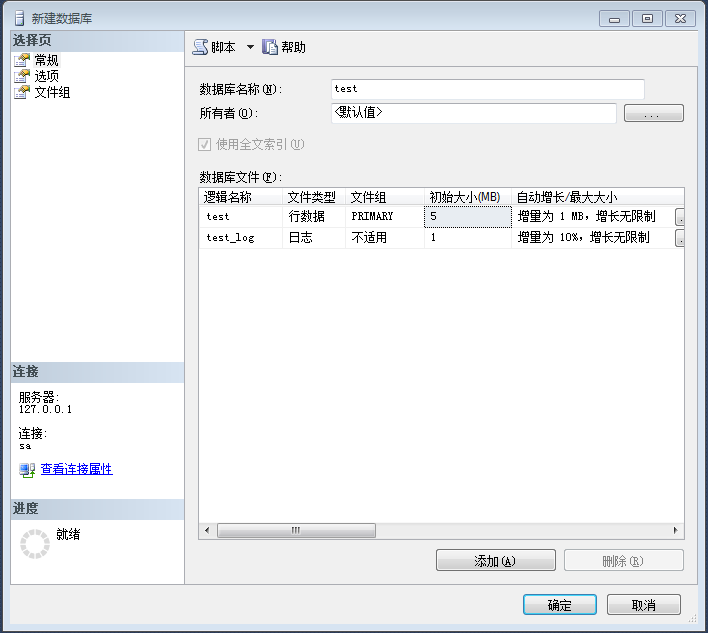 新建数据库
选择页
常规
选项
文件组
脚本 帮助
数据库名称(N): test
所有者(O): <默认值> ...
使用全文索引(U)
数据库文件(F):
逻辑名称 文件类型 文件组 初始大小(MB) 自动增长/最大大小
test 行数据 PRIMARY 5 增量为 1 MB，增长无限制
test_log 日志 不适用 1 增量为 10%，增长无限制
连接
服务器:
127.0.0.1
连接:
sa
查看连接属性
进度
就绪
添加(A) 删除(R)
确定 取消